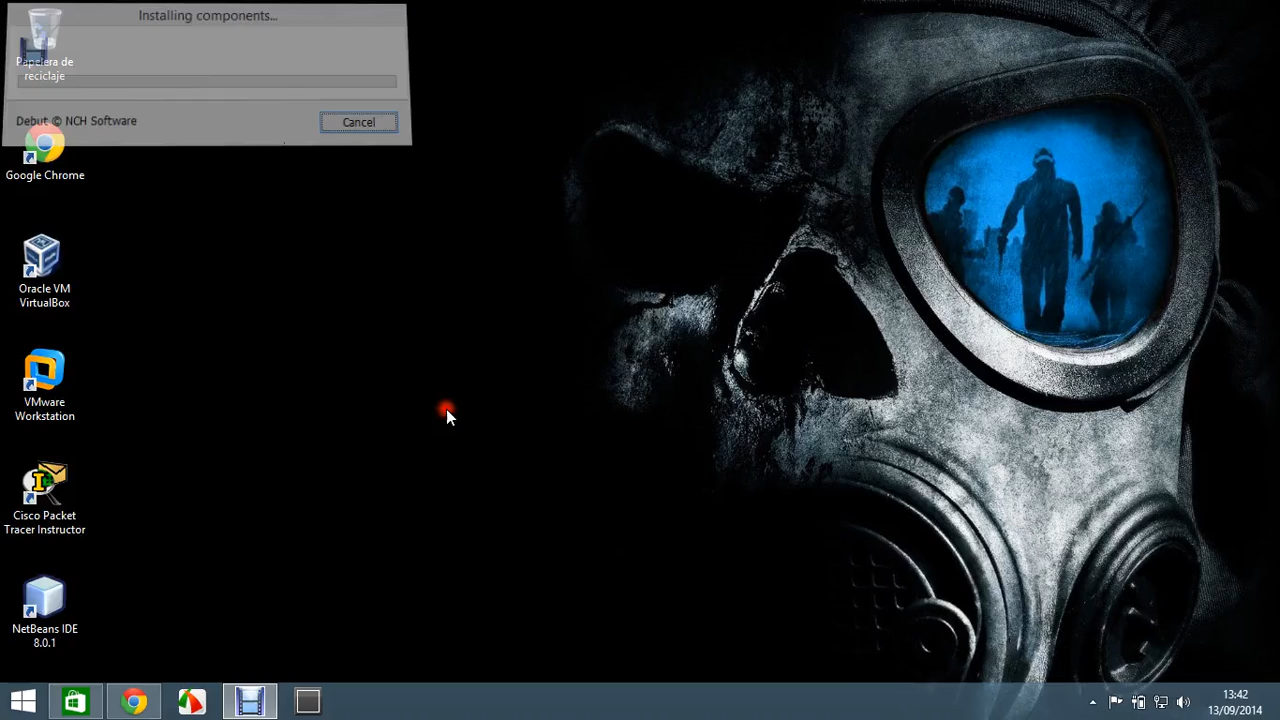 Installing components...
Papelera de
reciclaje
Debut © NCH Software
Cancel
Google Chrome
Oracle VM
VirtualBox
VMware
Workstation
Cisco Packet
Tracer Instructor
NetBeans IDE
8.0.1
13:42
13/09/2014